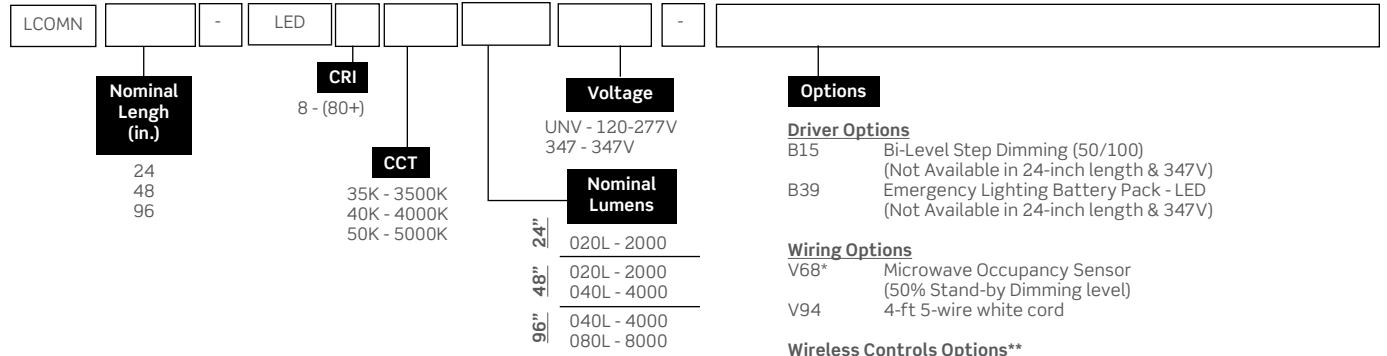 LCOMN - LED -
Nominal
Lengh
(in.)
24
48
96
CRI
8 - (80+)
CCT
35K - 3500K
40K - 4000K
50K - 5000K
Voltage
UNV - 120-277V
347 - 347V
Nominal
Lumens
24" 020L - 2000
48" 020L - 2000
040L - 4000
96" 040L - 4000
080L - 8000
Options
Driver Options
B15 Bi-Level Step Dimming (50/100)
(Not Available in 24-inch length & 347V)
B39 Emergency Lighting Battery Pack - LED
(Not Available in 24-inch length & 347V)
Wiring Options
V68* Microwave Occupancy Sensor
(50% Stand-by Dimming level)
V94 4-ft 5-wire white cord
Wireless Controls Options**